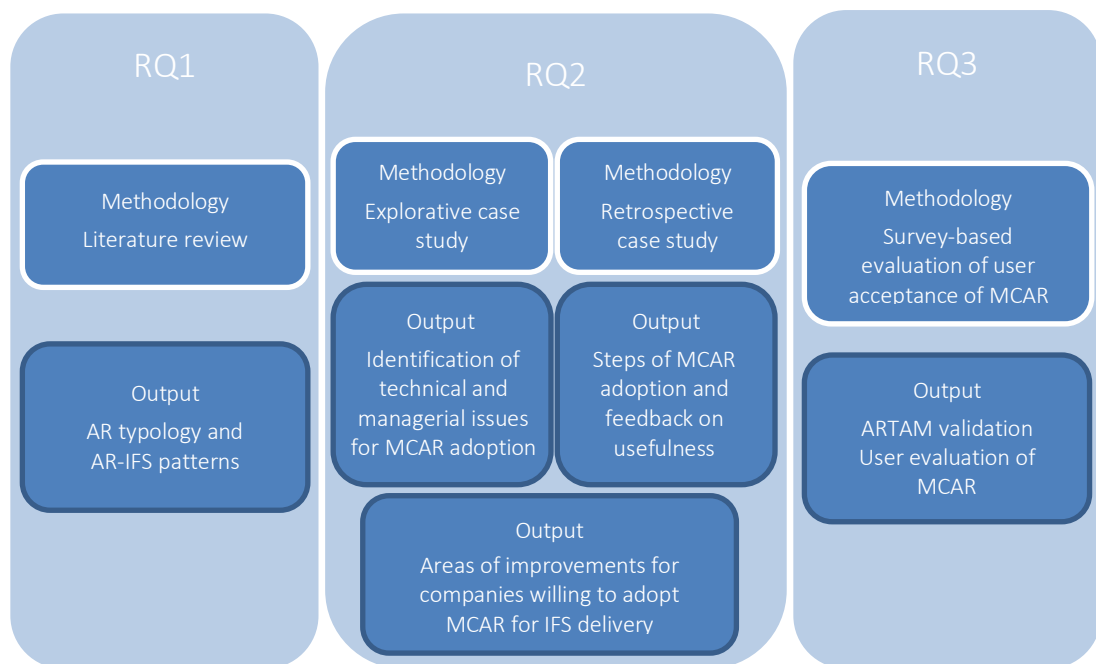 RQ1
Methodology
Literature review
Output
AR typology and
AR-IFS patterns
RQ2
Methodology
Explorative case
study
Methodology
Retrospective
case study
Output
Identification of
technical and
managerial issues
for MCAR adoption
Output
Steps of MCAR
adoption and
feedback on
usefulness
Output
Areas of improvements for
companies willing to adopt
MCAR for IFS delivery
RQ3
Methodology
Survey-based
evaluation of user
acceptance of MCAR
Output
ARTAM validation
User evaluation of
MCAR